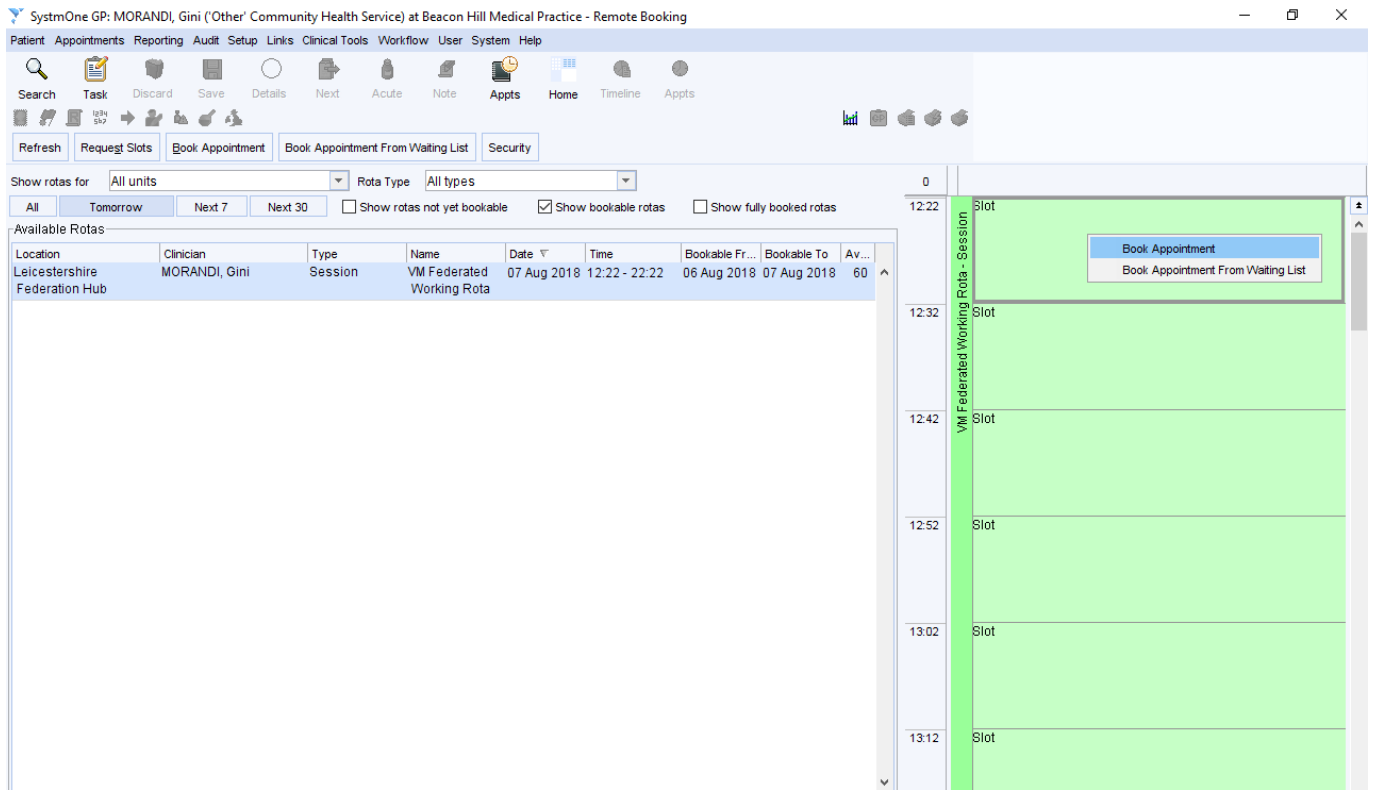 SystmOne GP: MORANDI, Gini ('Other' Community Health Service) at Beacon Hill Medical Practice - Remote Booking
Patient Appointments Reporting Audit Setup Links Clinical Tools Workflow User System Help
Search Task Discard Save Details Next Acute Note Appts Home Timeline Appts
Refresh Request Slots Book Appointment Book Appointment From Waiting List Security
Show rotas for All units Rota Type All types
All Tomorrow Next 7 Next 30 Show rotas not yet bookable Show bookable rotas Show fully booked rotas
Available Rotas
Location Clinician Type Name Date Time Bookable Fr... Bookable To Av...
Leicestershire MORANDI, Gini Session VM Federated 07 Aug 2018 12:22 - 22:22 06 Aug 2018 07 Aug 2018 60
Federation Hub Working Rota
0
VM Federated Working Rota - Session
12:22 Slot
Book Appointment
Book Appointment From Waiting List
12:32 Slot
12:42 Slot
12:52 Slot
13:02 Slot
13:12 Slot